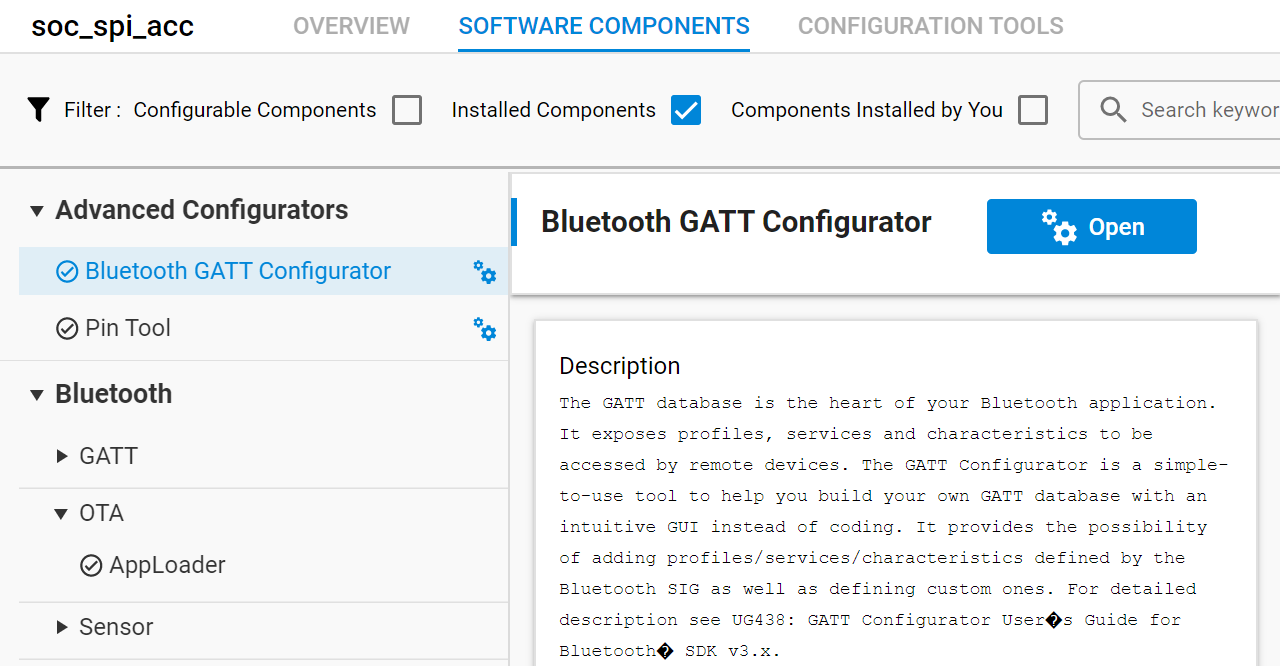 soc_spi_acc OVERVIEW SOFTWARE COMPONENTS CONFIGURATION TOOLS
Filter : Configurable Components Installed Components Components Installed by You Search keywor
Advanced Configurators
Bluetooth GATT Configurator
Pin Tool
Bluetooth
GATT
OTA
AppLoader
Sensor
Bluetooth GATT Configurator Open
Description
The GATT database is the heart of your Bluetooth application.
It exposes profiles, services and characteristics to be
accessed by remote devices. The GATT Configurator is a simple-
to-use tool to help you build your own GATT database with an
intuitive GUI instead of coding. It provides the possibility
of adding profiles/services/characteristics defined by the
Bluetooth SIG as well as defining custom ones. For detailed
description see UG438: GATT Configurator User�s Guide for
Bluetooth� SDK v3.x.